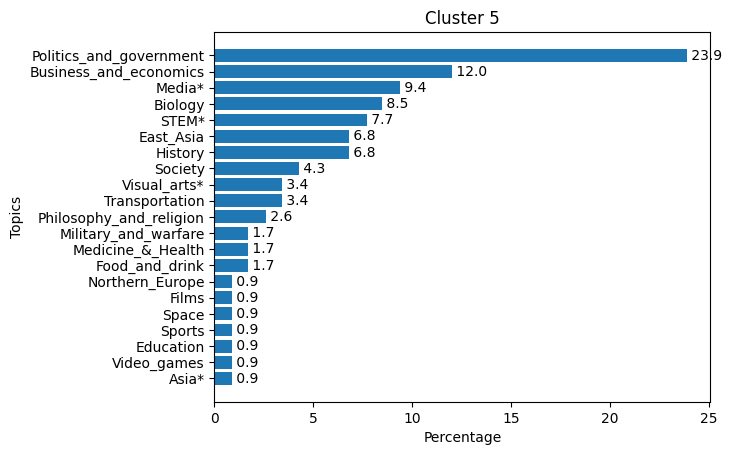 Cluster 5
Politics_and_government 23.9
Business_and_economics 12.0
Media* 9.4
Biology 8.5
STEM* 7.7
East_Asia 6.8
History 6.8
Society 4.3
Visual_arts* 3.4
Transportation 3.4
Philosophy_and_religion 2.6
Military_and_warfare 1.7
Medicine_&_Health 1.7
Food_and_drink 1.7
Northern_Europe 0.9
Films 0.9
Space 0.9
Sports 0.9
Education 0.9
Video_games 0.9
Asia* 0.9
Topics
0 5 10 15 20 25
Percentage